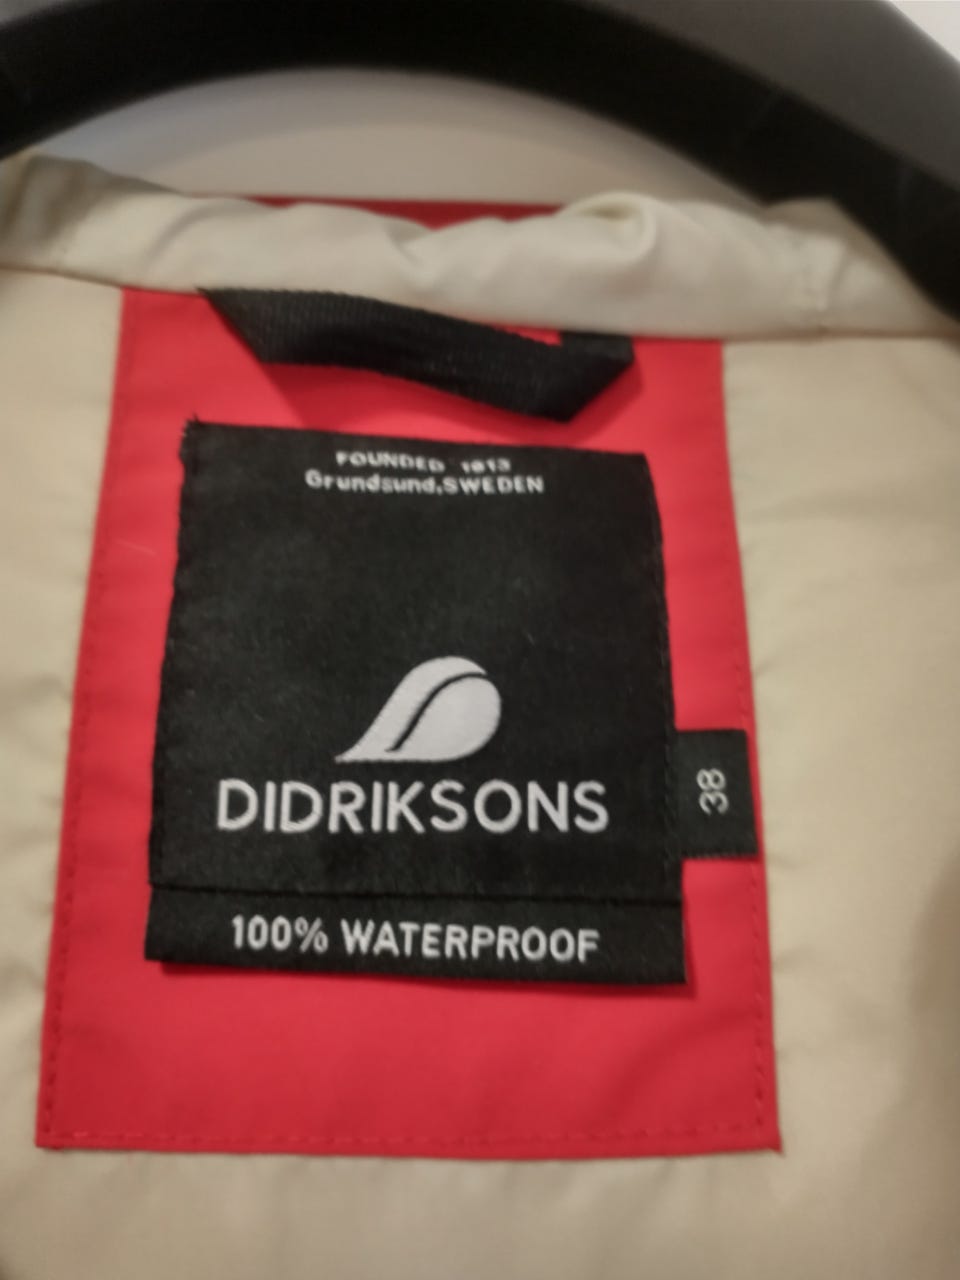 FOUNDED 1913
Grundsund,SWEDEN
DIDRIKSONS
38
100% WATERPROOF